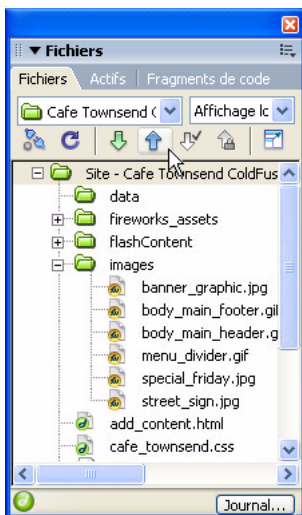 Fichiers
Fichiers Actifs Fragments de code
Cafe Townsend ( Affichage lc
Site - Cafe Townsend ColdFus
data
fireworks_assets
flashContent
images
banner_graphic.jpg
body_main_footer.gif
body_main_header.g
menu_divider.gif
special_friday.jpg
street_sign.jpg
add_content.html
cafe_townsend.css
Journal...